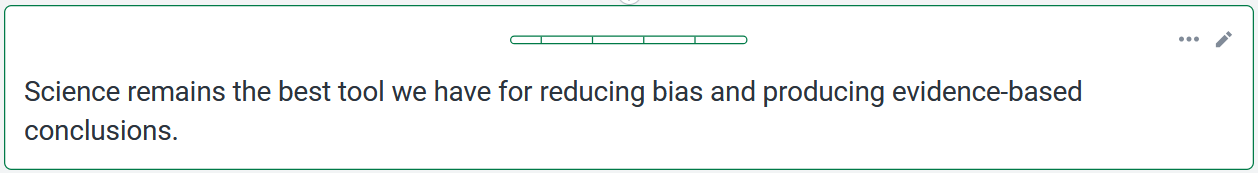 Science remains the best tool we have for reducing bias and producing evidence-based
conclusions.